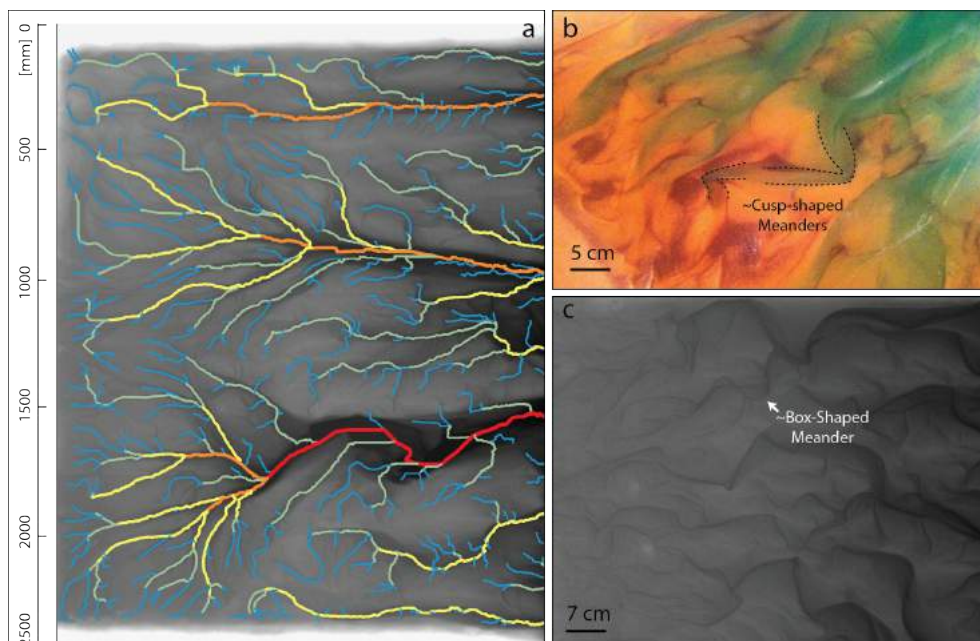 0
[mm]
500
1000
1500
2000
2500
a
b
~Cusp-shaped
Meanders
5 cm
c
~Box-Shaped
Meander
7 cm